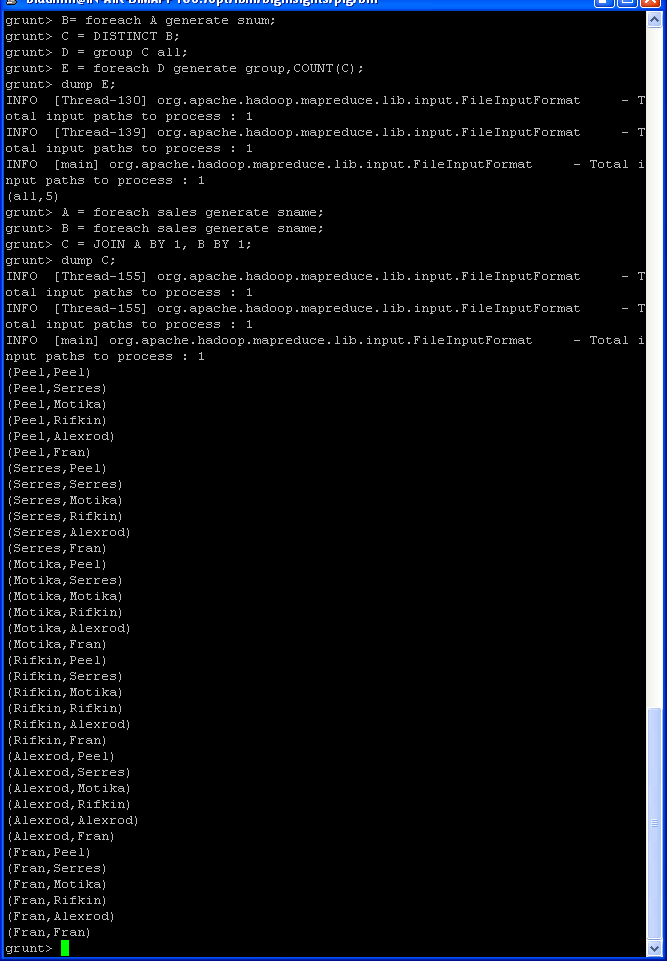 grunt> B= foreach A generate snum;
grunt> C = DISTINCT B;
grunt> D = group C all;
grunt> E = foreach D generate group,COUNT(C);
grunt> dump E;
INFO  [Thread-130] org.apache.hadoop.mapreduce.lib.input.FileInputFormat     - T
otal input paths to process : 1
INFO  [Thread-139] org.apache.hadoop.mapreduce.lib.input.FileInputFormat     - T
otal input paths to process : 1
INFO  [main] org.apache.hadoop.mapreduce.lib.input.FileInputFormat     - Total i
nput paths to process : 1
(all,5)
grunt> A = foreach sales generate sname;
grunt> B = foreach sales generate sname;
grunt> C = JOIN A BY 1, B BY 1;
grunt> dump C;
INFO  [Thread-155] org.apache.hadoop.mapreduce.lib.input.FileInputFormat     - T
otal input paths to process : 1
INFO  [Thread-155] org.apache.hadoop.mapreduce.lib.input.FileInputFormat     - T
otal input paths to process : 1
INFO  [main] org.apache.hadoop.mapreduce.lib.input.FileInputFormat     - Total i
nput paths to process : 1
(Peel,Peel)
(Peel,Serres)
(Peel,Motika)
(Peel,Rifkin)
(Peel,Alexrod)
(Peel,Fran)
(Serres,Peel)
(Serres,Serres)
(Serres,Motika)
(Serres,Rifkin)
(Serres,Alexrod)
(Serres,Fran)
(Motika,Peel)
(Motika,Serres)
(Motika,Motika)
(Motika,Rifkin)
(Motika,Alexrod)
(Motika,Fran)
(Rifkin,Peel)
(Rifkin,Serres)
(Rifkin,Motika)
(Rifkin,Rifkin)
(Rifkin,Alexrod)
(Rifkin,Fran)
(Alexrod,Peel)
(Alexrod,Serres)
(Alexrod,Motika)
(Alexrod,Rifkin)
(Alexrod,Alexrod)
(Alexrod,Fran)
(Fran,Peel)
(Fran,Serres)
(Fran,Motika)
(Fran,Rifkin)
(Fran,Alexrod)
(Fran,Fran)
grunt>